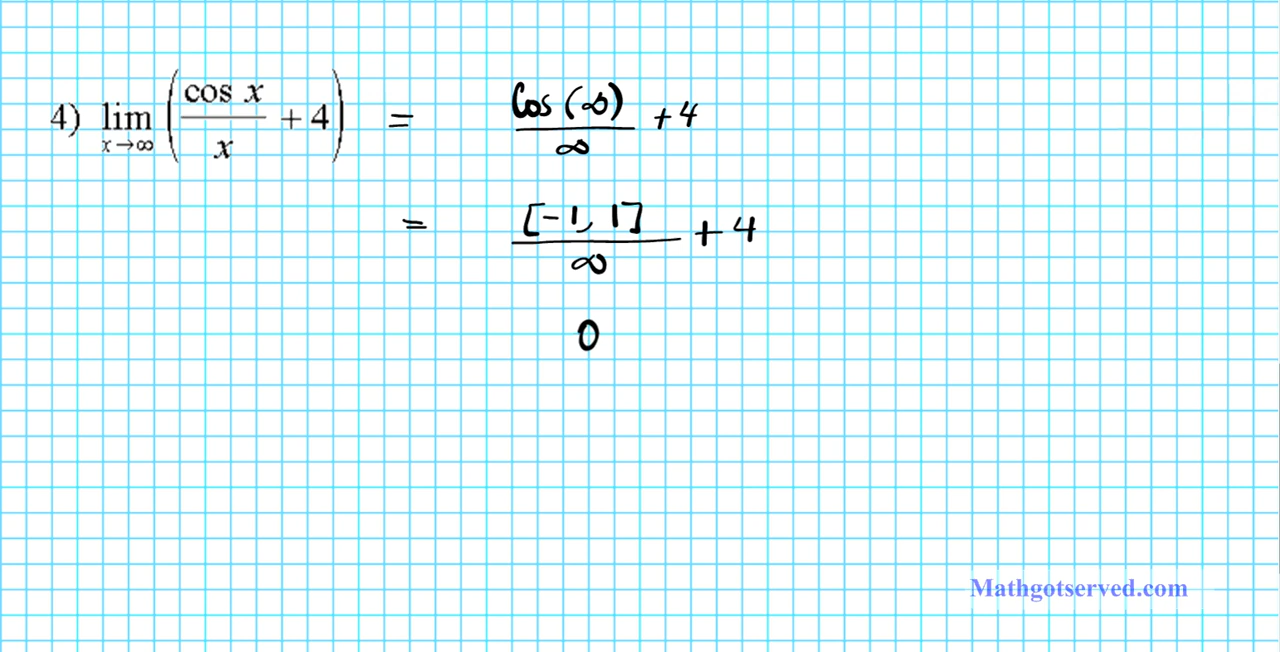 4) lim x→∞ (cos x / x + 4) = Cos (∞) / ∞ + 4
= [-1, 1] / ∞ + 4
0
Mathgotserved.com